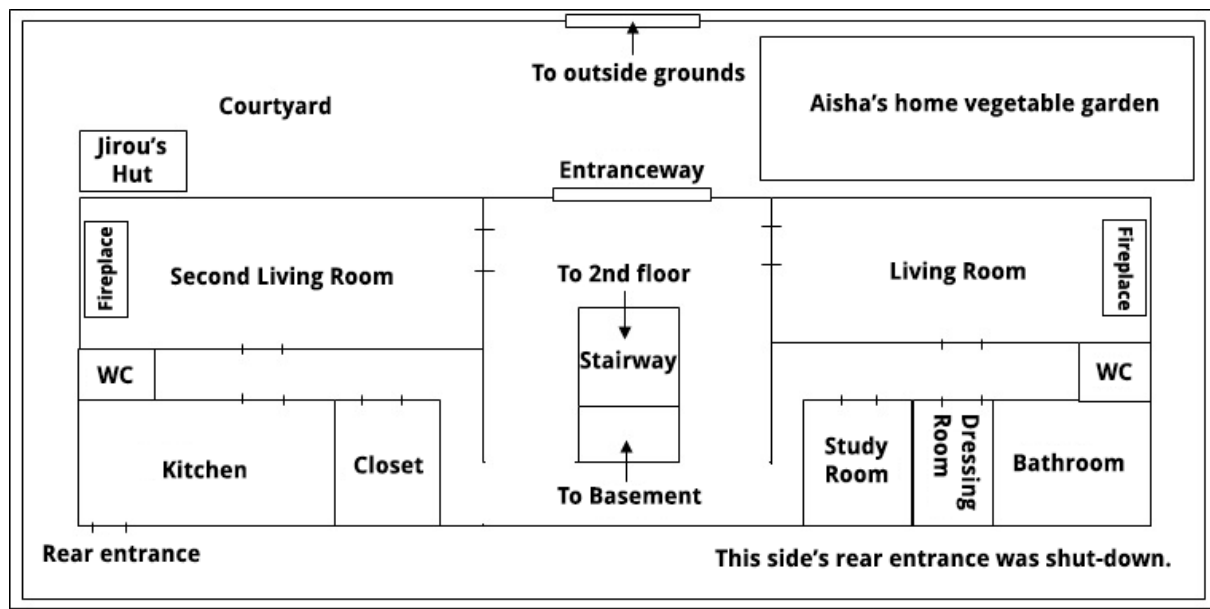 To outside grounds
Courtyard
Aisha's home vegetable garden
Jirou's
Hut
Entranceway
Fireplace
Second Living Room
To 2nd floor
Living Room
Fireplace
WC
Stairway
WC
Kitchen
Closet
To Basement
Study
Room
Dressing
Room
Bathroom
Rear entrance
This side's rear entrance was shut-down.